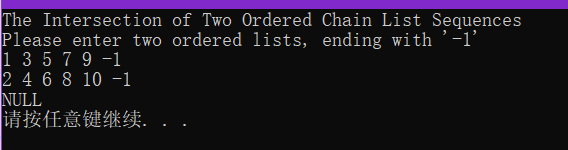 The Intersection of Two Ordered Chain List Sequences
Please enter two ordered lists, ending with '-1'
1 3 5 7 9 -1
2 4 6 8 10 -1
NULL
请按任意键继续. . .